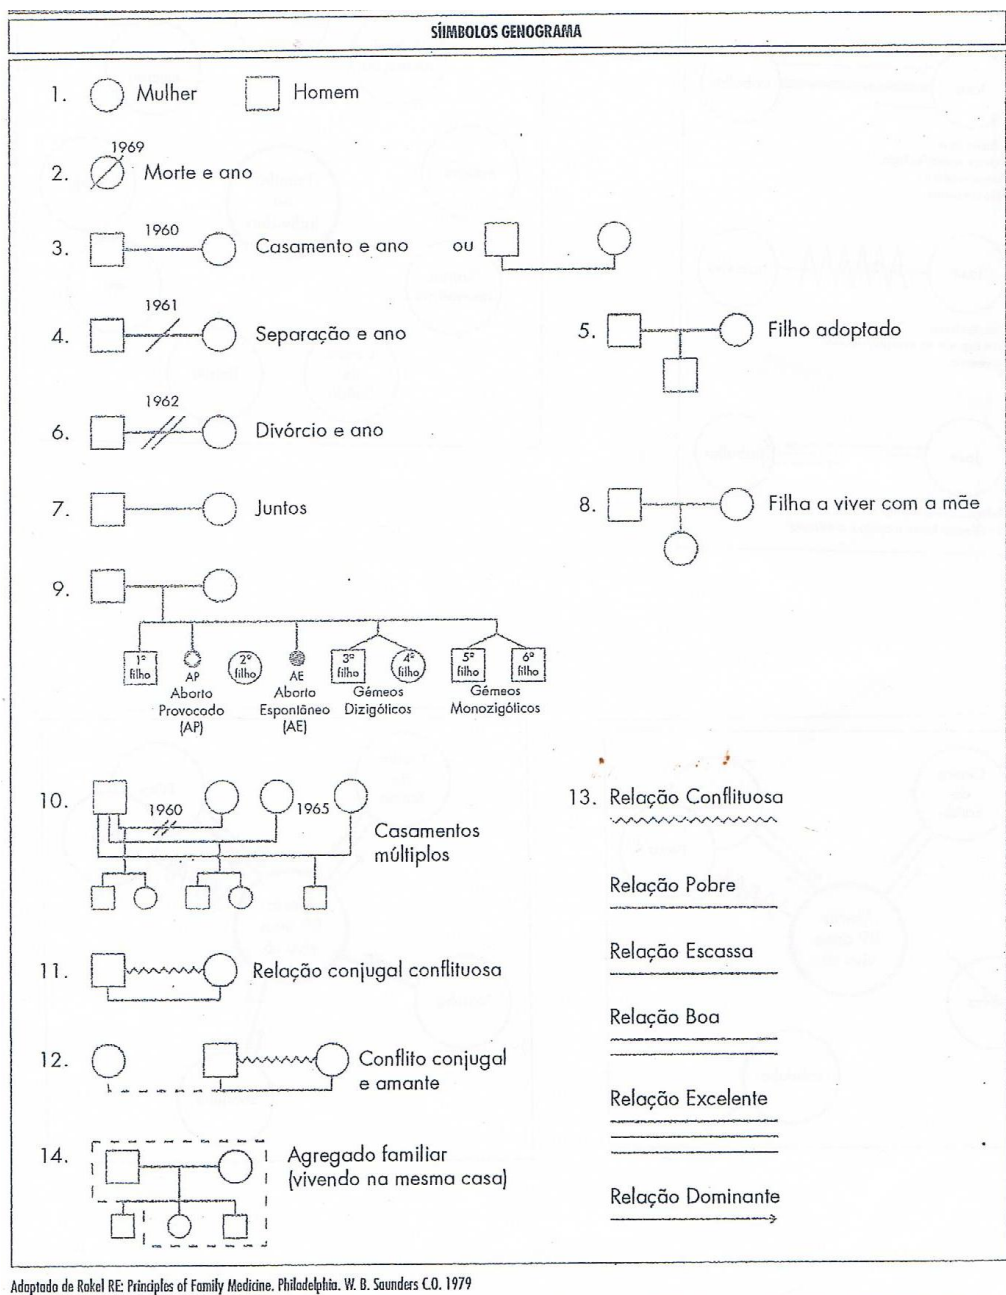 SÍIMBOLOS GENOGRAMA
1. Mulher Homem
1969
2. Morte e ano
1960
3. Casamento e ano ou
1961
4. Separação e ano
5. Filho adoptado
1962
6. Divórcio e ano
7. Juntos
8. Filha a viver com a mãe
9.
1º filho
AP
Aborto
Provocado
(AP)
2º filho
AE
Aborto
Espontâneo
(AE)
3º filho
4º filho
Gémeos
Dizigóticos
5º filho
6º filho
Gémeos
Monozigóticos
10.
1960
1965
Casamentos
múltiplos
11. Relação conjugal conflituosa
12. Conflito conjugal
e amante
14. Agregado familiar
(vivendo na mesma casa)
13. Relação Conflituosa
Relação Pobre
Relação Escassa
Relação Boa
Relação Excelente
Relação Dominante
Adaptado de Rakel RE: Principles of Family Medicine. Philadelphia. W. B. Saunders C.O. 1979